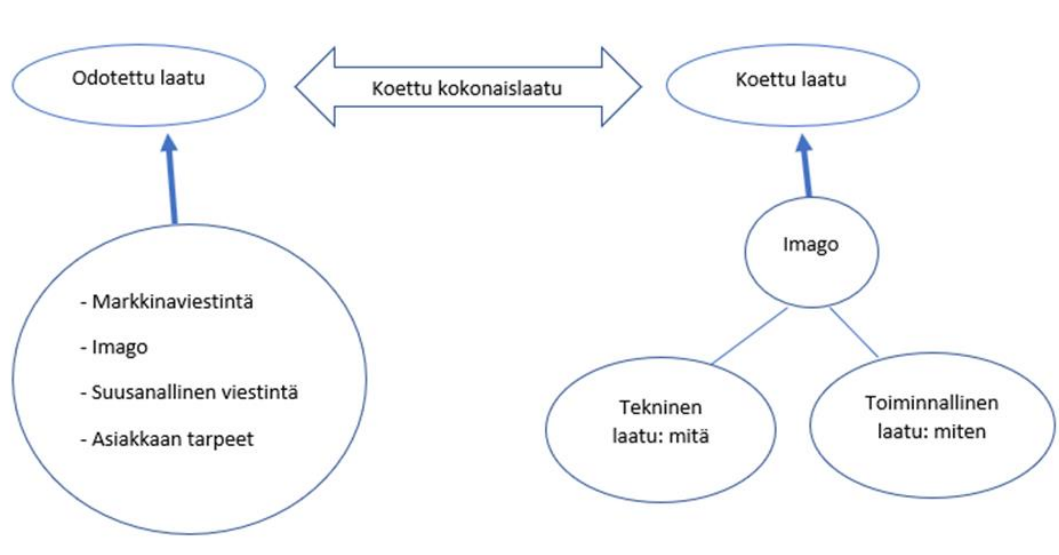 Odotettu laatu
Koettu kokonaislaatu
Koettu laatu
Imago
- Markkinaviestintä
- Imago
- Suusanallinen viestintä
- Asiakkaan tarpeet
Tekninen
laatu: mitä
Toiminnallinen
laatu: miten